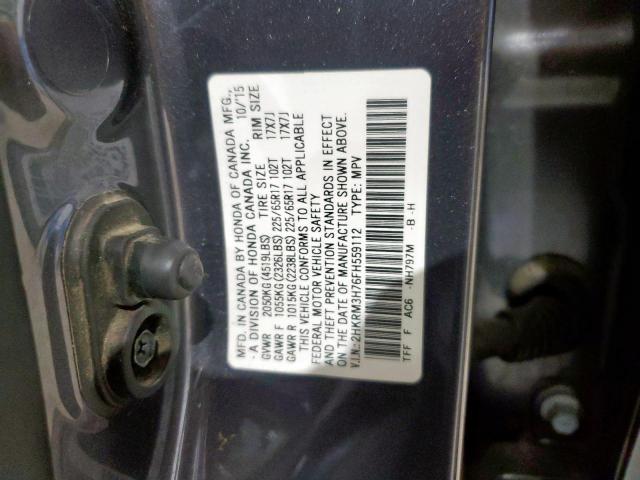 MFD. IN CANADA BY HONDA OF CANADA MFG.,
-A DIVISION OF HONDA CANADA INC. 10/15
GVWR 2050KG(4519LBS) TIRE SIZE RIM SIZE
GAWR F 1055KG(2326LBS) 225/65R17 102T 17X7J
GAWR R 1015KG(2238LBS) 225/65R17 102T 17X7J
THIS VEHICLE CONFORMS TO ALL APPLICABLE
FEDERAL MOTOR VEHICLE SAFETY
AND THEFT PREVENTION STANDARDS IN EFFECT
ON THE DATE OF MANUFACTURE SHOWN ABOVE.
V.I.N.: 2HKRM3H76FH559112 TYPE: MPV
TFF F AC6 -NH797M -B -H